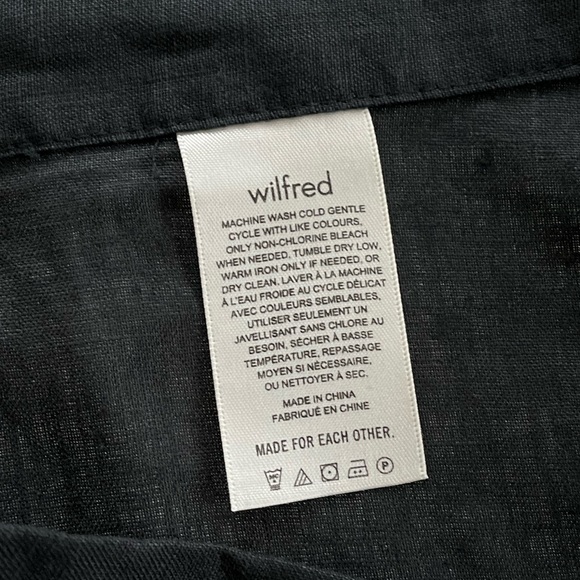 wilfred
MACHINE WASH COLD GENTLE
CYCLE WITH LIKE COLOURS,
ONLY NON-CHLORINE BLEACH
WHEN NEEDED, TUMBLE DRY LOW,
WARM IRON ONLY IF NEEDED, OR
DRY CLEAN. LAVER À LA MACHINE
À L'EAU FROIDE AU CYCLE DÉLICAT
AVEC COULEURS SEMBLABLES,
UTILISER SEULEMENT UN
JAVELLISANT SANS CHLORE AU
BESOIN, SÉCHER À BASSE
TEMPÉRATURE, REPASSAGE
MOYEN SI NÉCESSAIRE,
OU NETTOYER À SEC.
MADE IN CHINA
FABRIQUÉ EN CHINE
MADE FOR EACH OTHER.
P